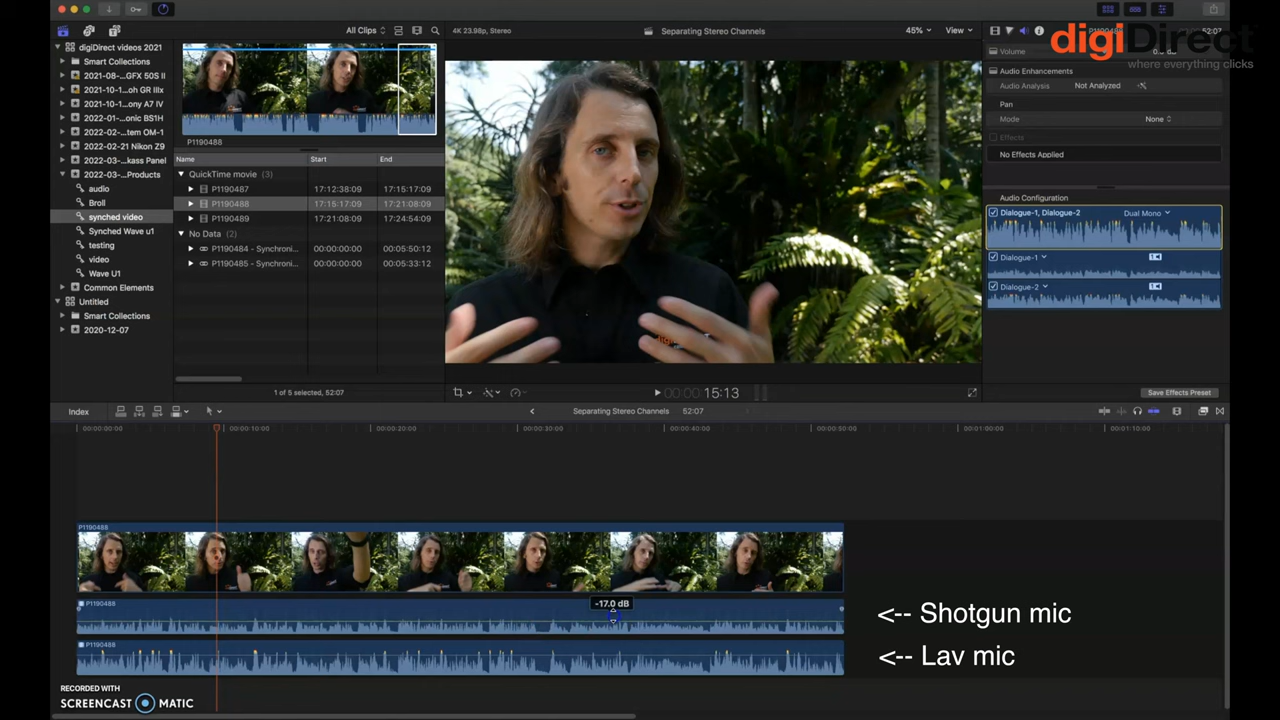 All Clips
4K 23.98p, Stereo
Separating Stereo Channels
45%
View
digiDirect
where everything clicks
52:07
digiDirect videos 2021
Smart Collections
2021-08-...GFX 50S II
2021-10-1...oh GR IIIx
2021-10-1...ony A7 IV
2022-01-...onic BS1H
2022-02-...tem OM-1
2022-02-21 Nikon Z9
2022-03-...kass Panel
2022-03-...Products
audio
Broll
synched video
Synched Wave u1
testing
video
Wave U1
Common Elements
Untitled
Smart Collections
2020-12-07
P1190488
Name Start End
QuickTime movie (3)
P1190487 17:12:38:09 17:15:17:09
P1190488 17:15:17:09 17:21:08:09
P1190489 17:21:08:09 17:24:54:09
No Data (2)
P1190484 - Synchroni... 00:00:00:00 00:05:50:12
P1190485 - Synchroni... 00:00:00:00 00:05:33:12
1 of 5 selected, 52:07
00:00:00 15:13
Volume
Audio Enhancements
Audio Analysis Not Analyzed
Pan
Mode None
Effects
No Effects Applied
Audio Configuration
Dialogue-1, Dialogue-2 Dual Mono
Dialogue-1
Dialogue-2
Save Effects Preset
Index
Separating Stereo Channels 52:07
00:00:00:00 00:00:10:00 00:00:20:00 00:00:30:00 00:00:40:00 00:00:50:00 00:01:00:00 00:01:10:00
P1190488
P1190488
-17.0 dB
<-- Shotgun mic
P1190488
<-- Lav mic
RECORDED WITH
SCREENCAST MATIC